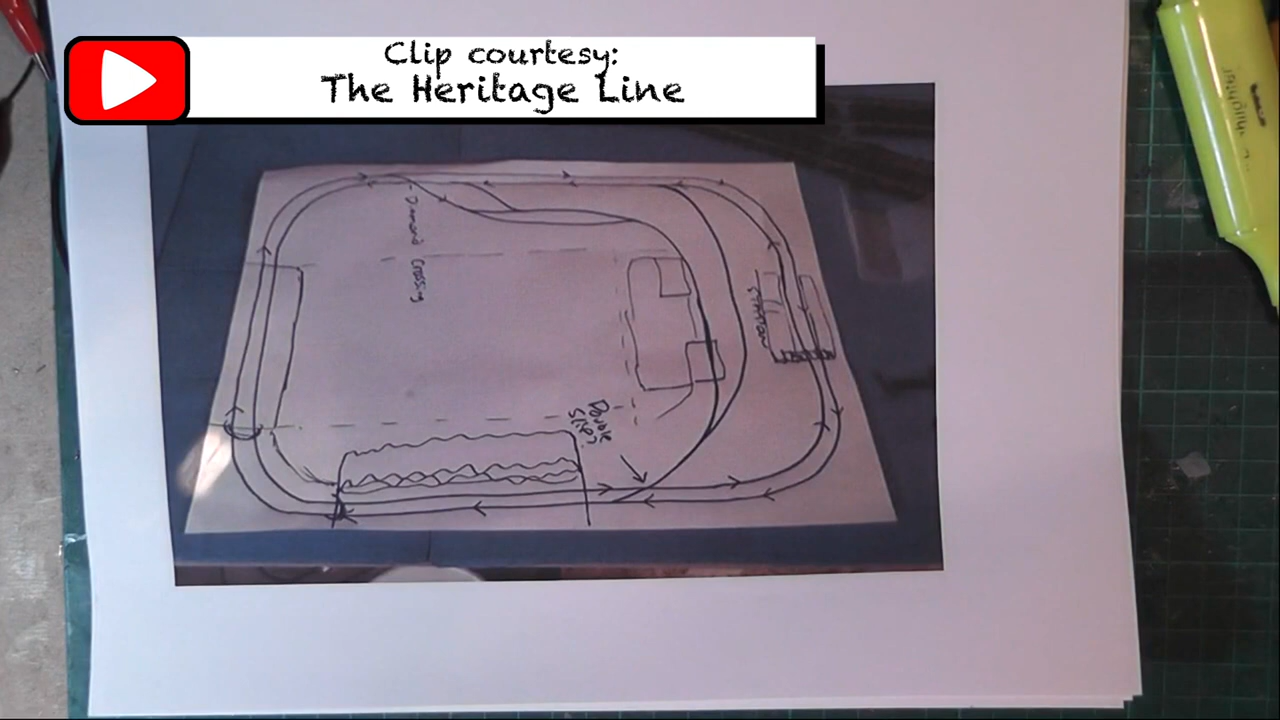 Clip courtesy:
The Heritage Line
Diamond Crossing
STATION
Double
Slip